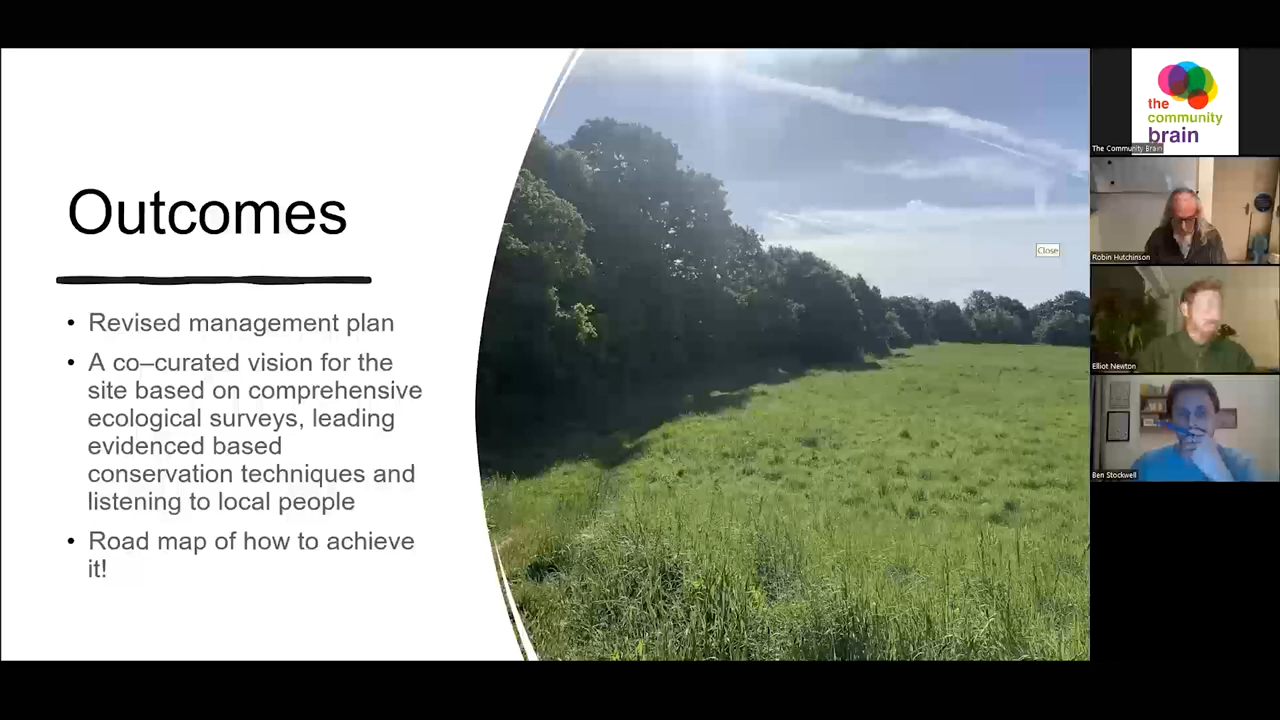 Outcomes
• Revised management plan
• A co–curated vision for the
site based on comprehensive
ecological surveys, leading
evidenced based
conservation techniques and
listening to local people
• Road map of how to achieve
it!
Close
the
community
brain
The Community Brain
Robin Hutchinson
Elliot Newton
Ben Stockwell